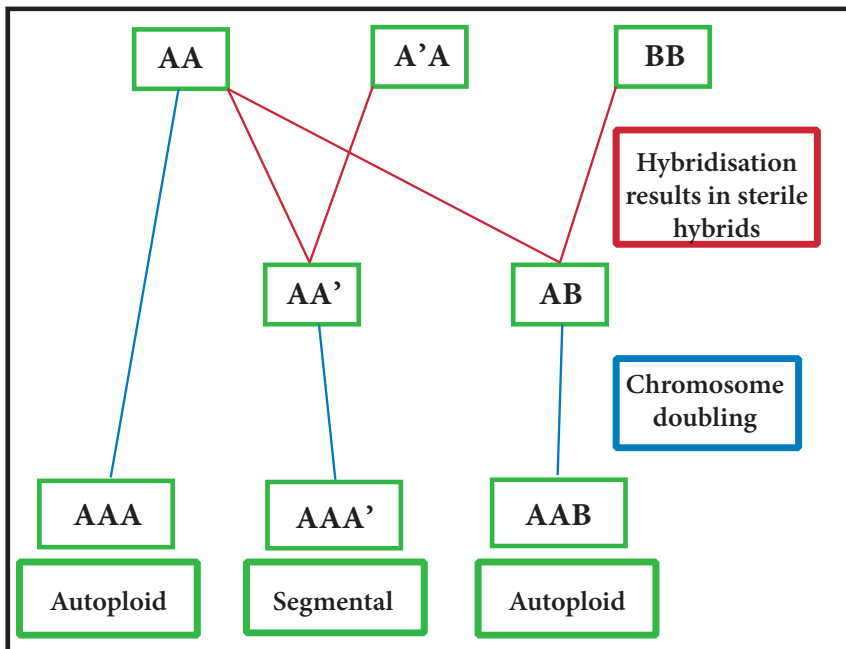 AA
A’A
BB
Hybridisation
results in sterile
hybrids
AA’
AB
Chromosome
doubling
AAA
AAA’
AAB
Autoploid
Segmental
Autoploid